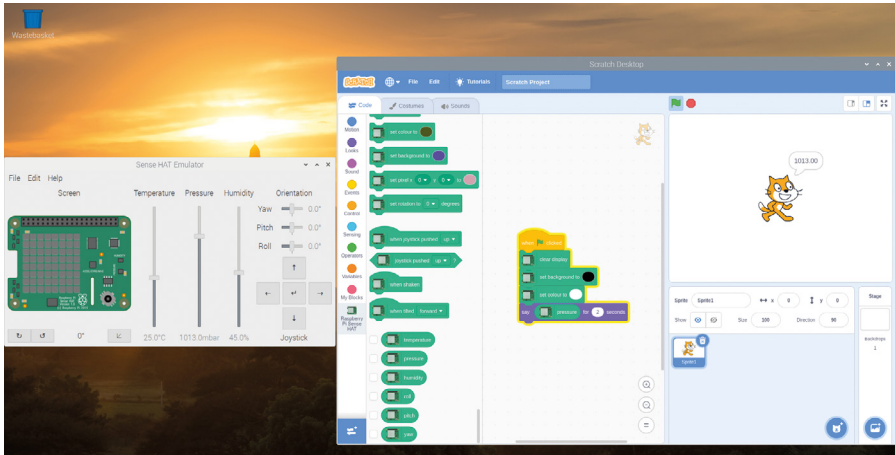 Wastebasket
Scratch Desktop
SCRATCH
File Edit Tutorials Scratch Project
Code Costumes Sounds
Motion
Looks
Sound
Events
Control
Sensing
Operators
Variables
My Blocks
Raspberry
Pi Sense
HAT
set colour to
set background to
set pixel x 0 y 0 to
set rotation to 0 degrees
when joystick pushed up
joystick pushed up ?
when shaken
when tilted forward
temperature
pressure
humidity
roll
pitch
yaw
when clicked
clear display
set background to
set colour to
say pressure for 2 seconds
1013.00
Sprite Sprite1 x 0 y 0
Show Size 100 Direction 90
Sprite1
Stage
Backdrops
1
Sense HAT Emulator
File Edit Help
Screen Temperature Pressure Humidity Orientation
Yaw 0.0°
Pitch 0.0°
Roll 0.0°
0° 25.0°C 1013.0mbar 45.0% Joystick